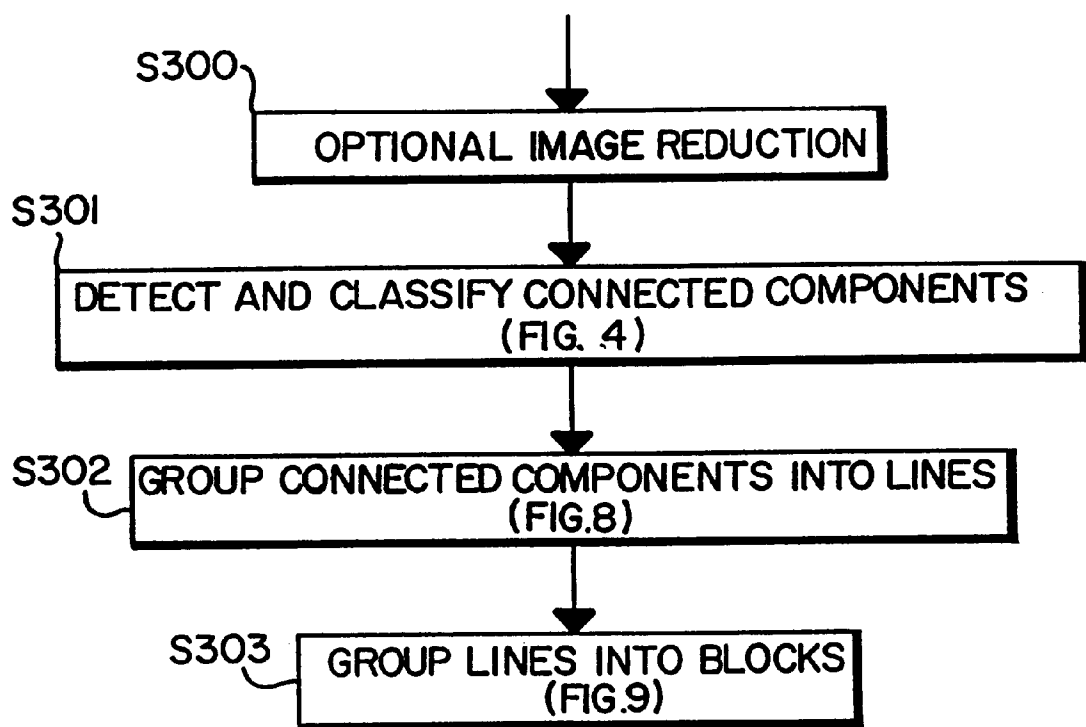 S300
OPTIONAL IMAGE REDUCTION
S301
DETECT AND CLASSIFY CONNECTED COMPONENTS
(FIG. 4)
S302
GROUP CONNECTED COMPONENTS INTO LINES
(FIG.8)
S303
GROUP LINES INTO BLOCKS
(FIG.9)